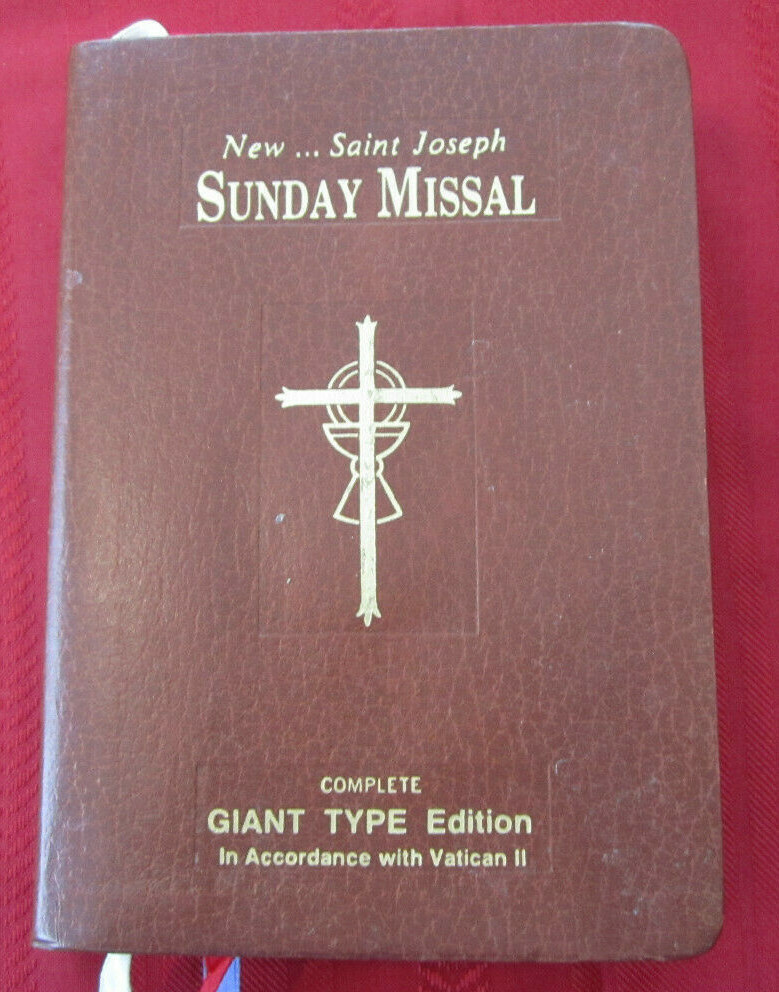 New ... Saint Joseph
SUNDAY MISSAL
COMPLETE
GIANT TYPE Edition
In Accordance with Vatican II